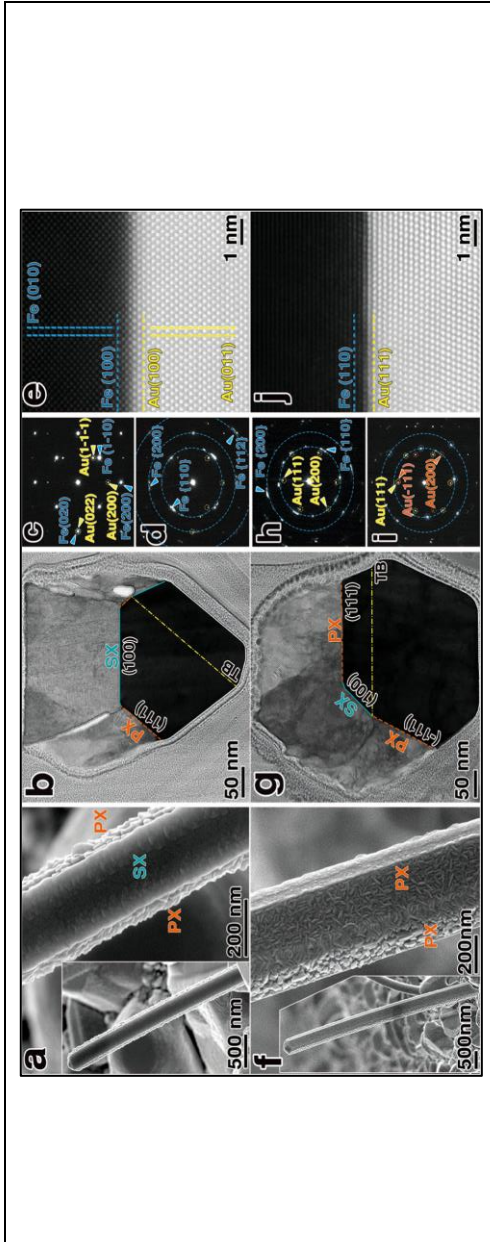 a
PX
SX
PX
500 nm
200 nm
b
SX
(100)
(111)
PX
TB
50 nm
c
Fe(020)
Au(022)
Au(200)
Fe(200)
Au(1-1-1)
Fe (1-10)
d
Fe {200}
Fe {110}
Fe {112}
e
Fe (010)
Fe (100)
Au(100)
Au(011)
1 nm
f
PX
PX
500nm
200nm
g
PX
(111)
SX
(100)
TB
PX
(-111)
50 nm
h
Fe {200}
Au(111)
Au(200)
Fe {110}
i
Au(111)
Au(-111)
Au(200)
j
Fe {110}
Au(111)
1 nm